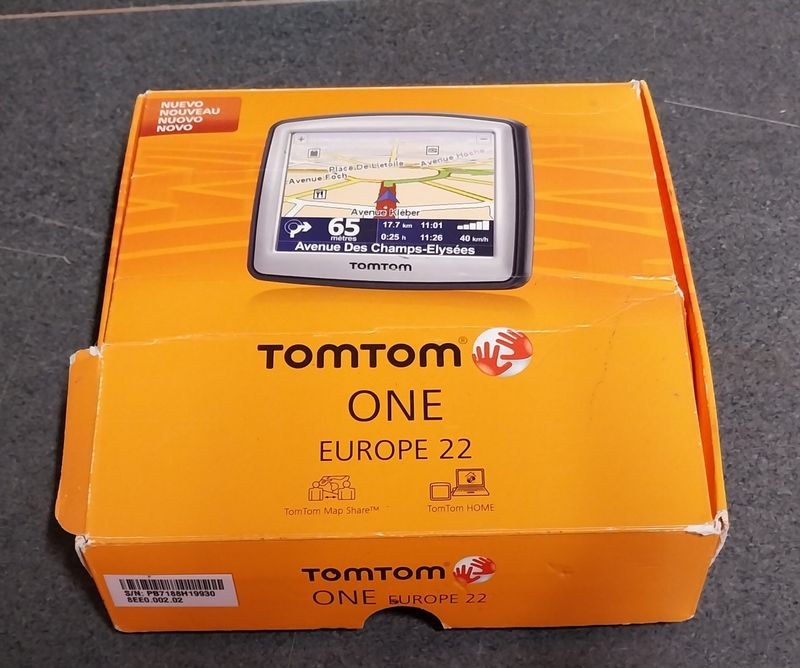 NUEVO
NOUVEAU
NUOVO
NOVO
Place De L'etoile
Avenue Hoche
Avenue Foch
Avenue Kléber
65
mètres
17.7 km 11:01
0:25 h 11:26 40 km/h
Avenue Des Champs-Elysées
TOMTOM
TOMTOM®
ONE
EUROPE 22
TomTom Map Share™
TomTom HOME
TOMTOM
ONE EUROPE 22
S/N: PB7188H19930
8EE0.002.02